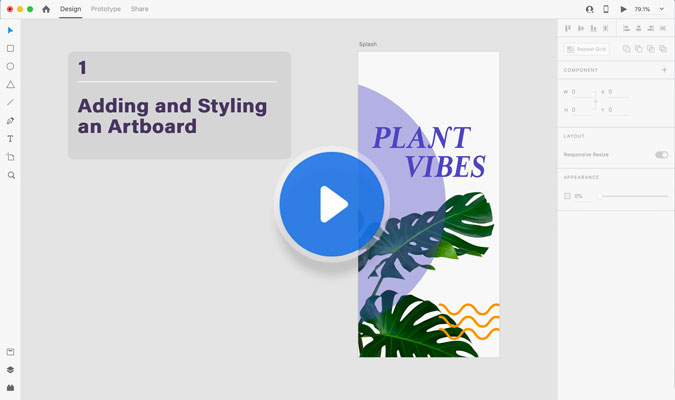 Design Prototype Share 79.1%
1
Adding and Styling
an Artboard
Splash
PLANT
VIBES
Repeat Grid
COMPONENT
W 0 X 0
H 0 Y 0
LAYOUT
Responsive Resize
APPEARANCE
0%